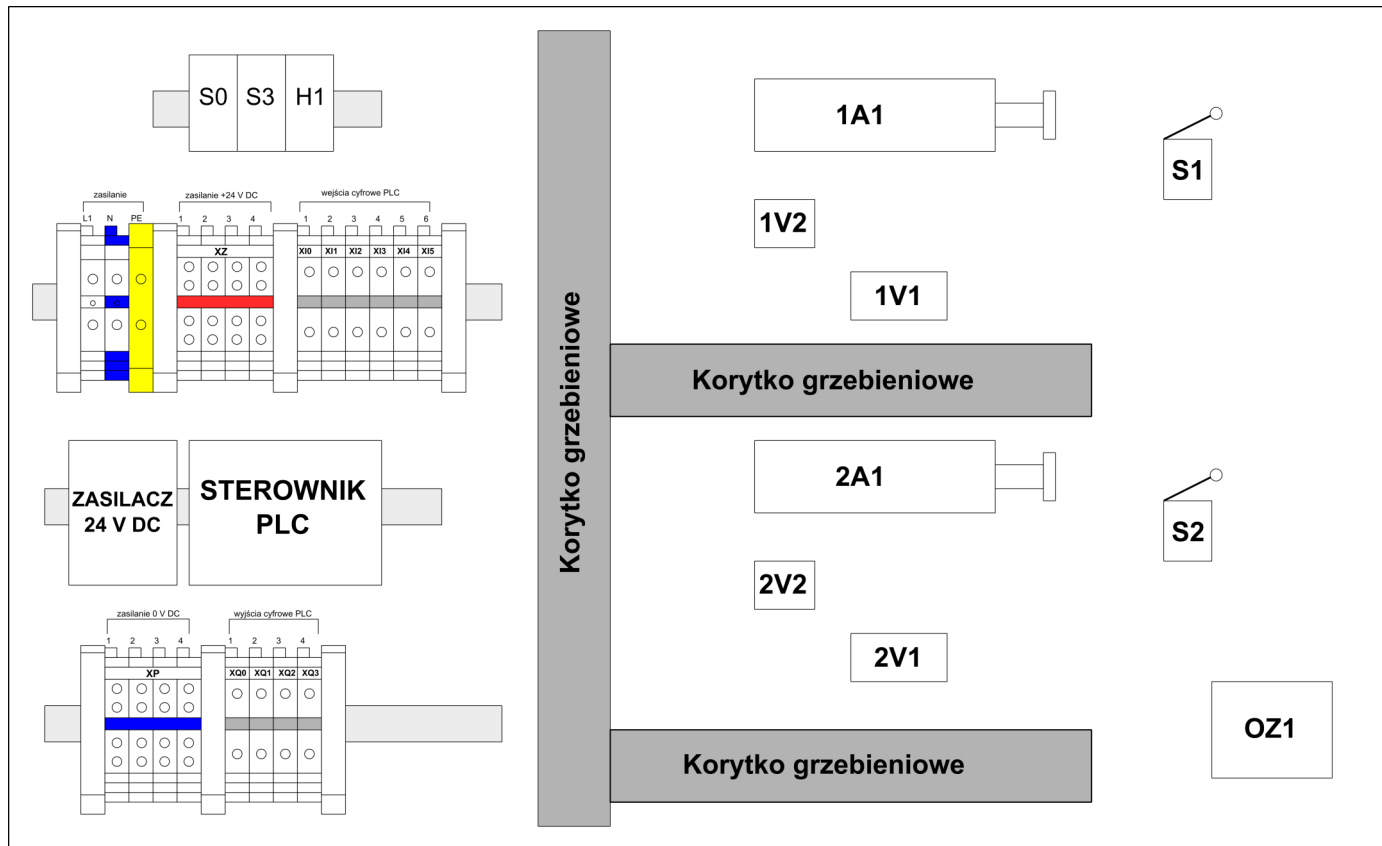 S0 S3 H1
zasilanie
zasilanie +24 V DC
wejścia cyfrowe PLC
L1 N PE
1 2 3 4
1 2 3 4 5 6
XZ
XI0 XI1 XI2 XI3 XI4 XI5
ZASILACZ
24 V DC
STEROWNIK
PLC
zasilanie 0 V DC
wyjścia cyfrowe PLC
1 2 3 4
1 2 3 4
XP
XQ0 XQ1 XQ2 XQ3
Korytko grzebieniowe
1A1
S1
1V2
1V1
Korytko grzebieniowe
2A1
S2
2V2
2V1
OZ1
Korytko grzebieniowe